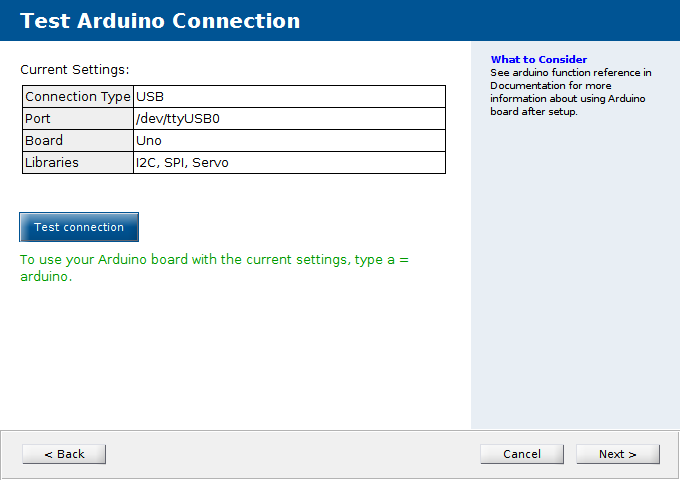 Test Arduino Connection
Current Settings:
Connection Type USB
Port /dev/ttyUSB0
Board Uno
Libraries I2C, SPI, Servo
Test connection
To use your Arduino board with the current settings, type a =
arduino.
What to Consider
See arduino function reference in
Documentation for more
information about using Arduino
board after setup.
< Back
Cancel
Next >